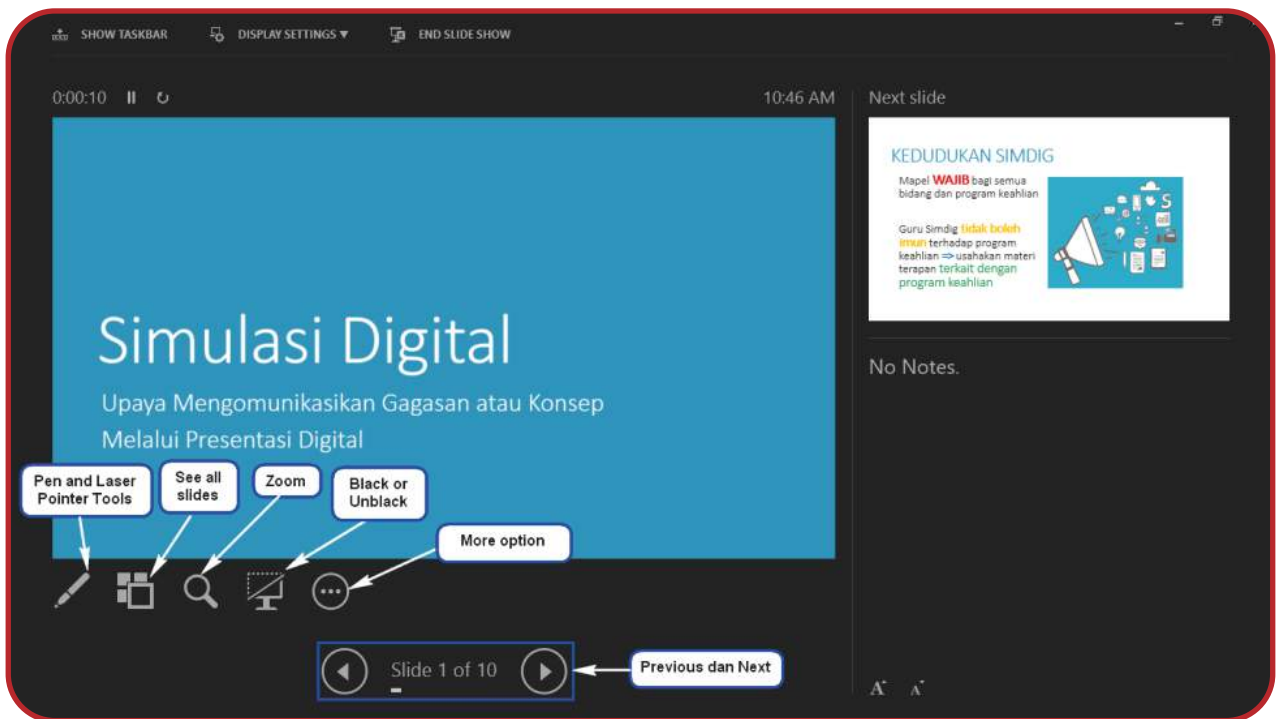 SHOW TASKBAR
DISPLAY SETTINGS ▼
END SLIDE SHOW
0:00:10
10:46 AM
Next slide
KEDUDUKAN SIMDIG
Mapel WAJIB bagi semua
bidang dan program keahlian
Guru Simdig tidak boleh
imun terhadap program
keahlian => usahakan materi
terapan terkait dengan
program keahlian
Simulasi Digital
Upaya Mengomunikasikan Gagasan atau Konsep
Melalui Presentasi Digital
No Notes.
Pen and Laser
Pointer Tools
See all
slides
Zoom
Black or
Unblack
More option
Slide 1 of 10
Previous dan Next
A A